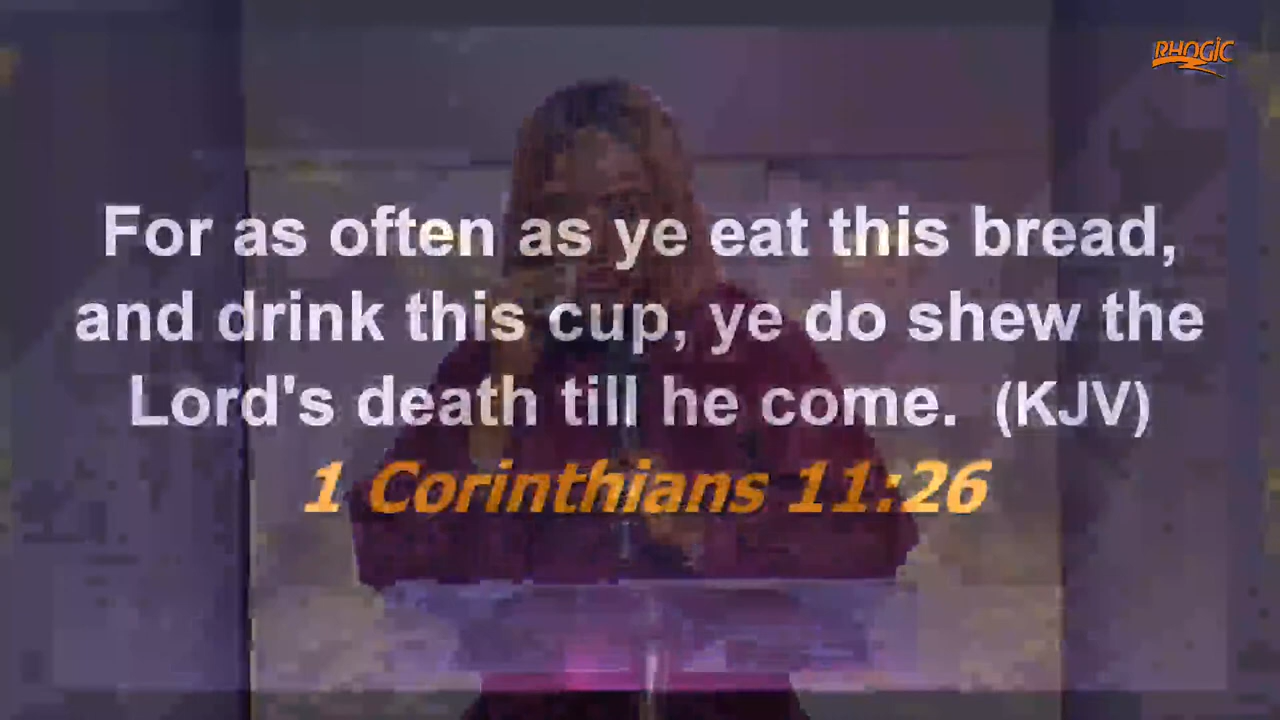 RHOGIC
For as often as ye eat this bread,
and drink this cup, ye do shew the
Lord's death till he come. (KJV)
1 Corinthians 11:26